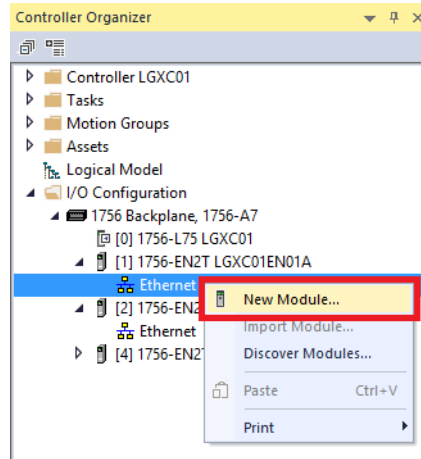 Controller Organizer
Controller LGXC01
Tasks
Motion Groups
Assets
Logical Model
I/O Configuration
1756 Backplane, 1756-A7
[0] 1756-L75 LGXC01
[1] 1756-EN2T LGXC01EN01A
Ethernet
[2] 1756-EN2
Ethernet
[4] 1756-EN2T
New Module...
Import Module...
Discover Modules...
Paste Ctrl+V
Print